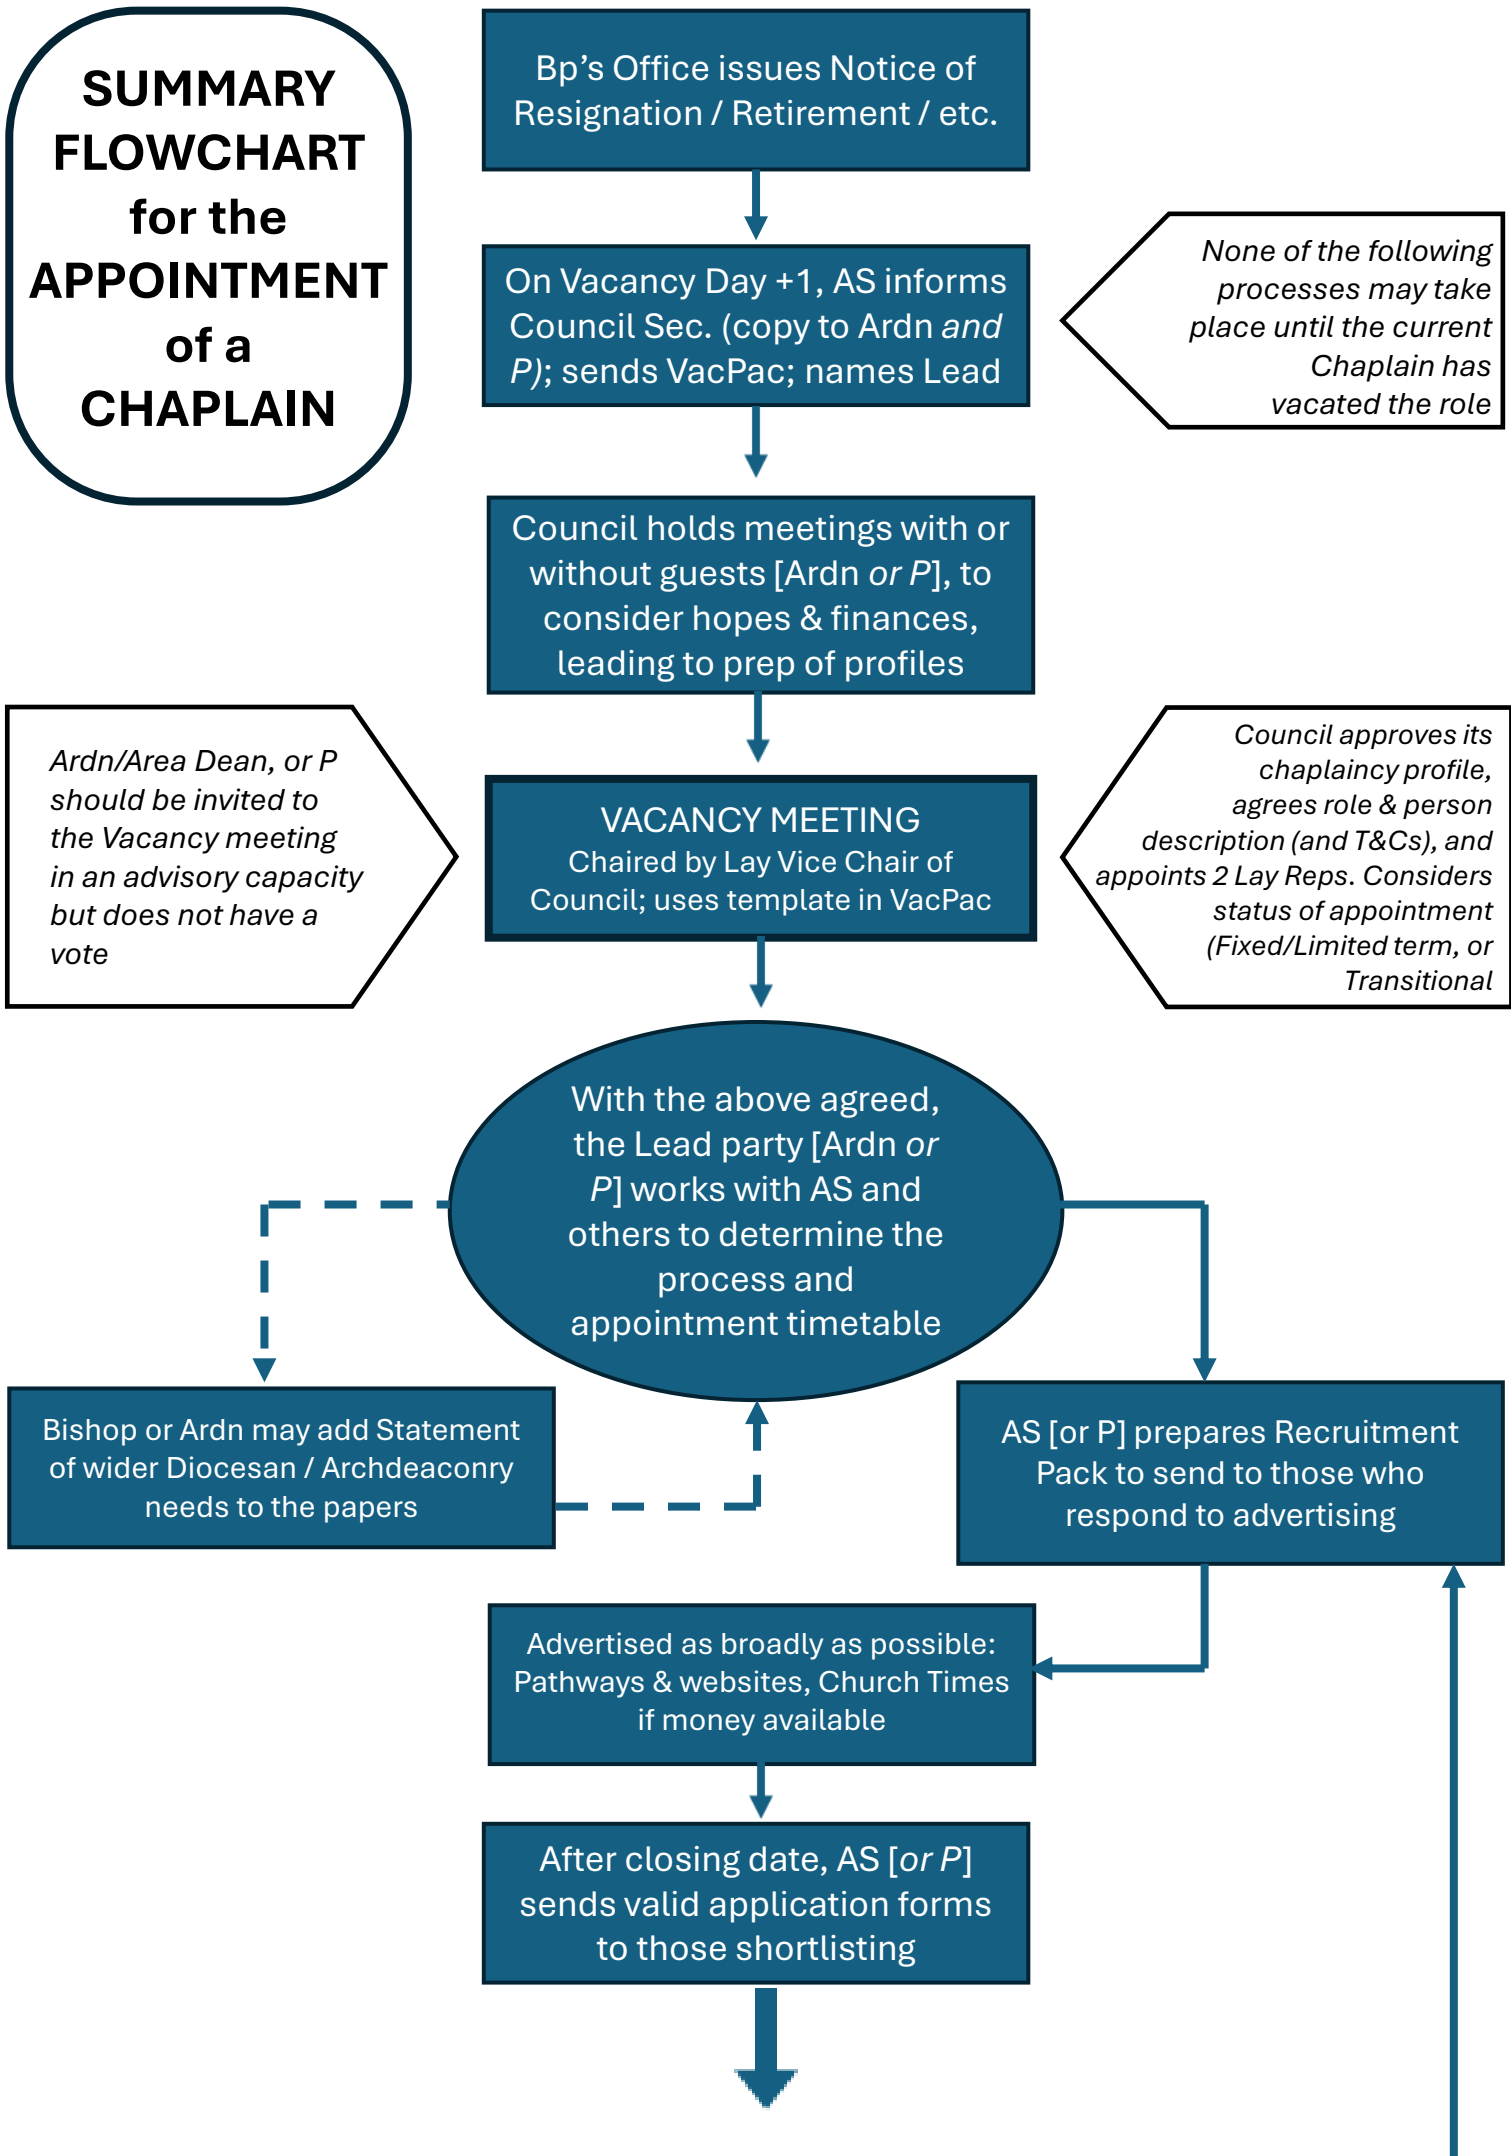 SUMMARY
FLOWCHART
for the
APPOINTMENT
of a
CHAPLAIN
Bp’s Office issues Notice of
Resignation / Retirement / etc.
On Vacancy Day +1, AS informs
Council Sec. (copy to Ardn and
P); sends VacPac; names Lead
None of the following
processes may take
place until the current
Chaplain has
vacated the role
Council holds meetings with or
without guests [Ardn or P], to
consider hopes & finances,
leading to prep of profiles
Ardn/Area Dean, or P
should be invited to
the Vacancy meeting
in an advisory capacity
but does not have a
vote
VACANCY MEETING
Chaired by Lay Vice Chair of
Council; uses template in VacPac
Council approves its
chaplaincy profile,
agrees role & person
description (and T&Cs), and
appoints 2 Lay Reps. Considers
status of appointment
(Fixed/Limited term, or
Transitional
With the above agreed,
the Lead party [Ardn or
P] works with AS and
others to determine the
process and
appointment timetable
Bishop or Ardn may add Statement
of wider Diocesan / Archdeaconry
needs to the papers
AS [or P] prepares Recruitment
Pack to send to those who
respond to advertising
Advertised as broadly as possible:
Pathways & websites, Church Times
if money available
After closing date, AS [or P]
sends valid application forms
to those shortlisting